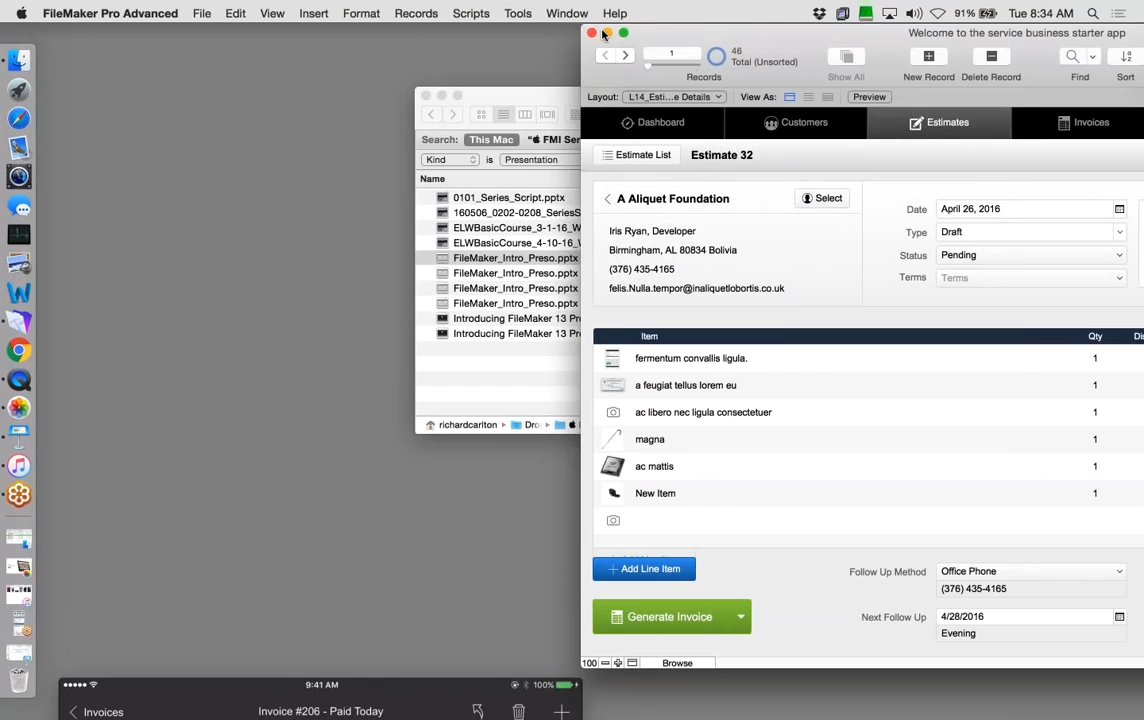 FileMaker Pro Advanced File Edit View Insert Format Records Scripts Tools Window Help 91% Tue 8:34 AM
Welcome to the service business starter app
1 46 Total (Unsorted)
Records Show All New Record Delete Record Find Sort
Layout: L14_Esti...e Details View As: Preview
Dashboard Customers Estimates Invoices
Estimate List Estimate 32
A Aliquet Foundation Select
Iris Ryan, Developer
Birmingham, AL 80834 Bolivia
(376) 435-4165
felis.Nulla.tempor@inaliquetlobortis.co.uk
Date April 26, 2016
Type Draft
Status Pending
Terms Terms
Item Qty
fermentum convallis ligula. 1
a feugiat tellus lorem eu 1
ac libero nec ligula consectetuer 1
magna 1
ac mattis 1
New Item 1
Add Line Item
Generate Invoice
Follow Up Method Office Phone
(376) 435-4165
Next Follow Up 4/28/2016
Evening
100 Browse
Search: This Mac "FMI Ser
Kind is Presentation
Name
0101_Series_Script.pptx
160506_0202-0208_SeriesS
ELWBasicCourse_3-1-16_W
ELWBasicCourse_4-10-16_W
FileMaker_Intro_Preso.pptx
FileMaker_Intro_Preso.pptx
FileMaker_Intro_Preso.pptx
FileMaker_Intro_Preso.pptx
Introducing FileMaker 13 Pr
Introducing FileMaker 13 Pr
richardcarlton Dro
9:41 AM 100%
Invoices Invoice #206 - Paid Today